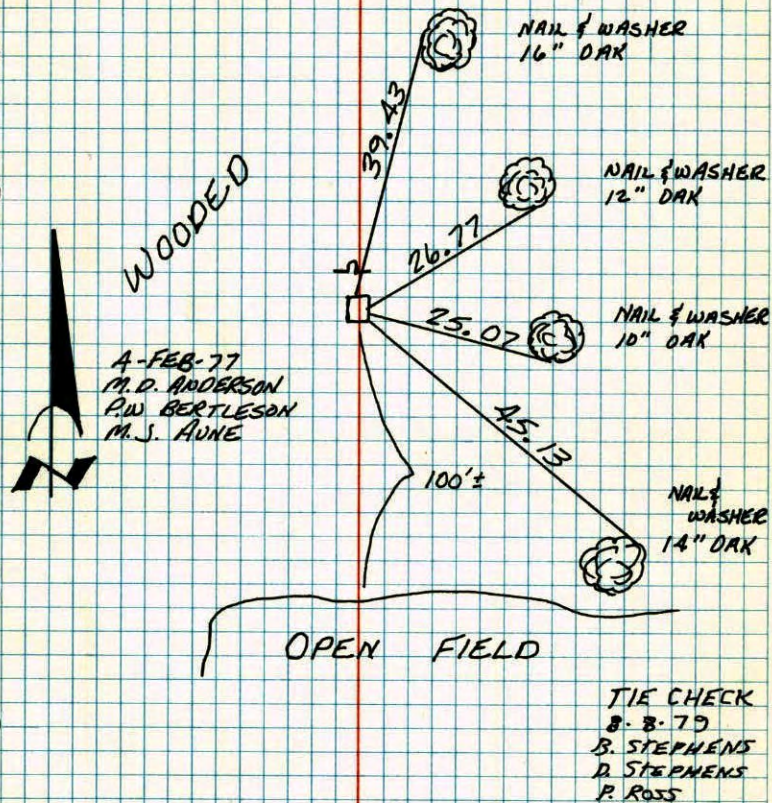 NAIL & WASHER
16" OAK
39.43
WOODED
NAIL & WASHER
12" OAK
26.77
NAIL & WASHER
10" OAK
25.07
4-FEB-77
M.D. ANDERSON
P.W BERTLESON
M.J. AUNE
45.13
100'±
NAIL &
WASHER
14" OAK
N
OPEN FIELD
TIE CHECK
8-8-79
B. STEPHENS
D. STEPHENS
P. ROSS